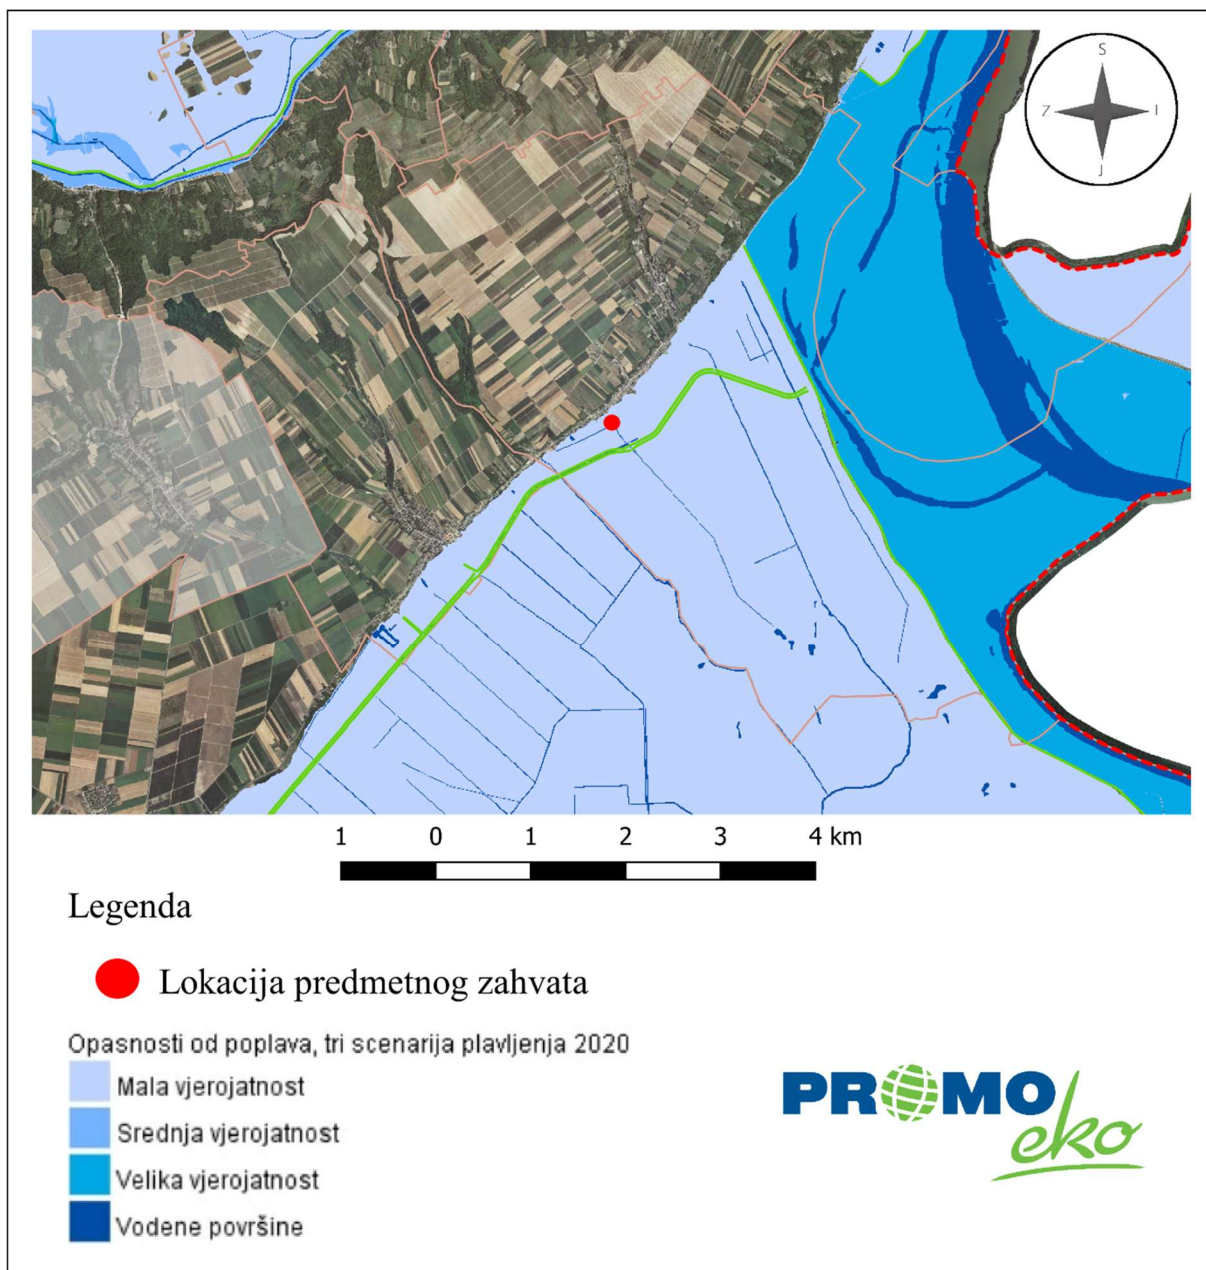 S
Z I
J
1 0 1 2 3 4 km
Legenda
Lokacija predmetnog zahvata
Opasnosti od poplava, tri scenarija plavljenja 2020
Mala vjerojatnost
Srednja vjerojatnost
Velika vjerojatnost
Vodene površine
PROMO
eko